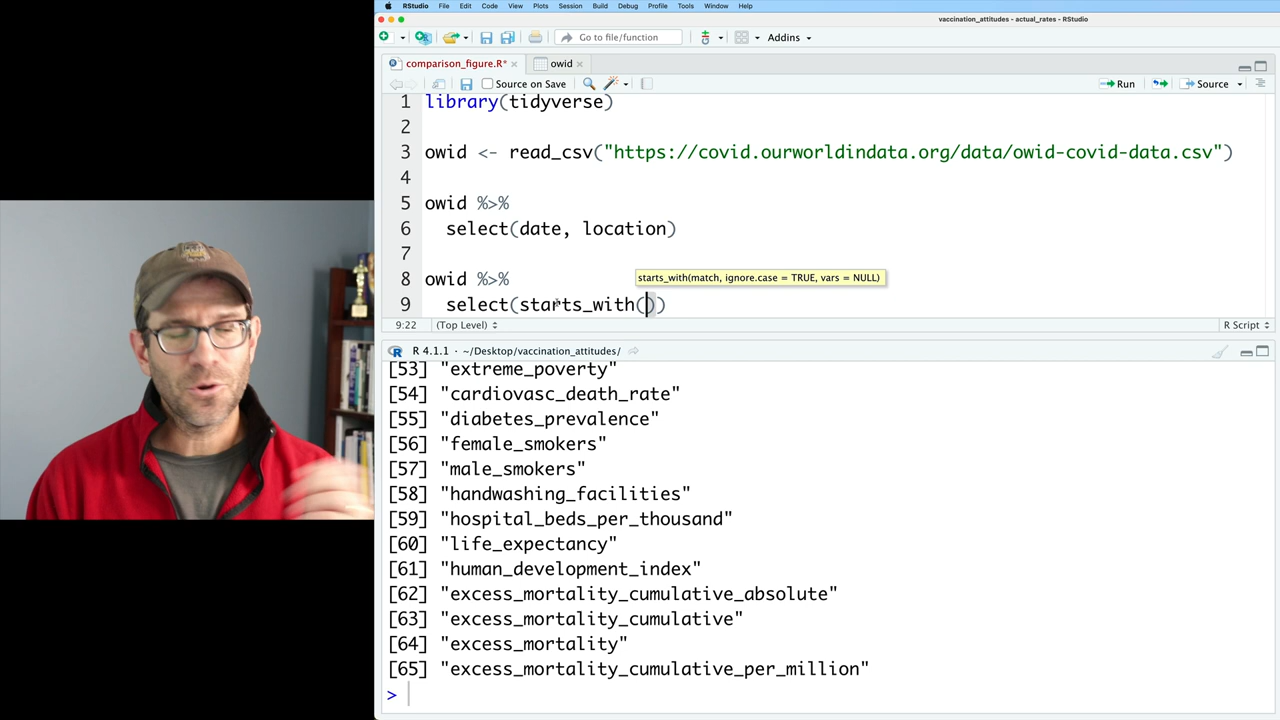 RStudio File Edit Code View Plots Session Build Debug Profile Tools Window Help
vaccination_attitudes - actual_rates - RStudio
Go to file/function Addins
comparison_figure.R* owid
Source on Save Run Source
1 library(tidyverse)
2
3 owid <- read_csv("https://covid.ourworldindata.org/data/owid-covid-data.csv")
4
5 owid %>%
6 select(date, location)
7
8 owid %>%
starts_with(match, ignore.case = TRUE, vars = NULL)
9 select(starts_with())
9:22 (Top Level) R Script
R 4.1.1 · ~/Desktop/vaccination_attitudes/
[53] "extreme_poverty"
[54] "cardiovasc_death_rate"
[55] "diabetes_prevalence"
[56] "female_smokers"
[57] "male_smokers"
[58] "handwashing_facilities"
[59] "hospital_beds_per_thousand"
[60] "life_expectancy"
[61] "human_development_index"
[62] "excess_mortality_cumulative_absolute"
[63] "excess_mortality_cumulative"
[64] "excess_mortality"
[65] "excess_mortality_cumulative_per_million"
>